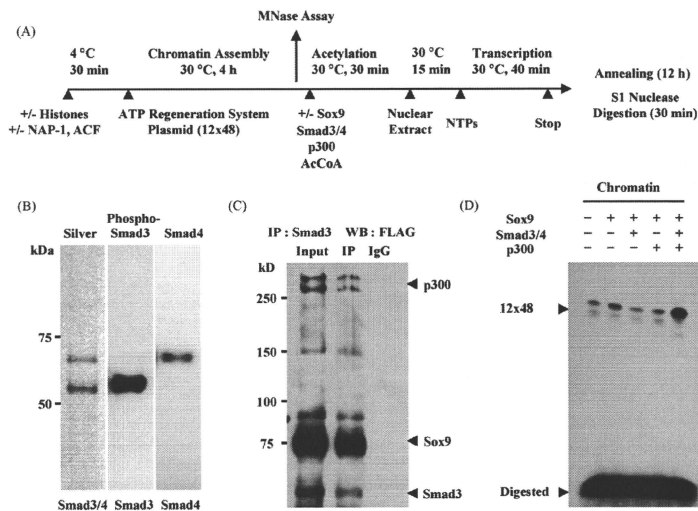 (A)
MNase Assay
4 °C
30 min
Chromatin Assembly
30 °C, 4 h
Acetylation
30 °C, 30 min
30 °C
15 min
Transcription
30 °C, 40 min
Annealing (12 h)
S1 Nuclease
Digestion (30 min)
+/- Histones
+/- NAP-1, ACF
ATP Regeneration System
Plasmid (12x48)
+/- Sox9
Smad3/4
p300
AcCoA
Nuclear
Extract
NTPs
Stop
(B)
Silver
Phospho-
Smad3
Smad4
kDa
75
50
Smad3/4 Smad3 Smad4
(C)
IP : Smad3 WB : FLAG
Input IP IgG
kD
250
150
100
75
p300
Sox9
Smad3
(D)
Chromatin
Sox9 - + + + +
Smad3/4 - - + - +
p300 - - - + +
12x48
Digested